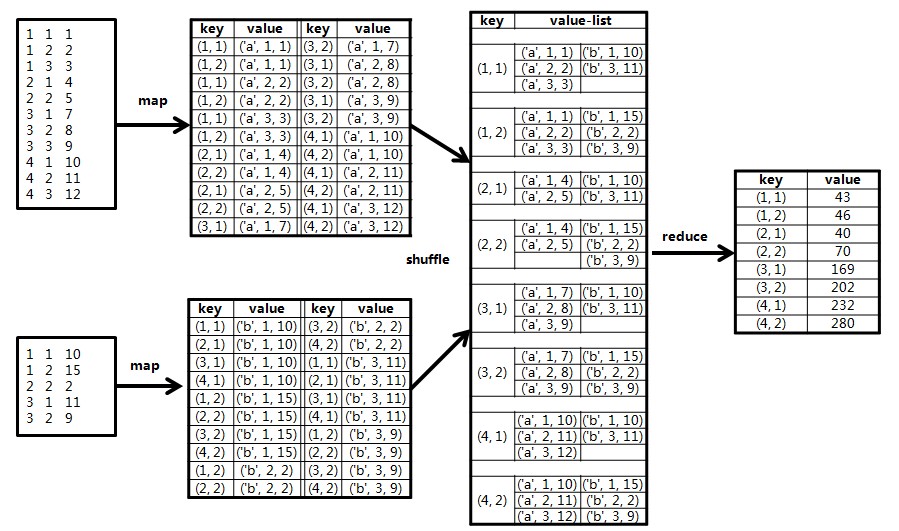 1 1 1
1 2 2
1 3 3
2 1 4
2 2 5
3 1 7
3 2 8
3 3 9
4 1 10
4 2 11
4 3 12
map
key value key value
(1, 1) ('a', 1, 1) (3, 2) ('a', 1, 7)
(1, 2) ('a', 1, 1) (3, 1) ('a', 2, 8)
(1, 1) ('a', 2, 2) (3, 2) ('a', 2, 8)
(1, 2) ('a', 2, 2) (3, 1) ('a', 3, 9)
(1, 1) ('a', 3, 3) (3, 2) ('a', 3, 9)
(1, 2) ('a', 3, 3) (4, 1) ('a', 1, 10)
(2, 1) ('a', 1, 4) (4, 2) ('a', 1, 10)
(2, 2) ('a', 1, 4) (4, 1) ('a', 2, 11)
(2, 1) ('a', 2, 5) (4, 2) ('a', 2, 11)
(2, 2) ('a', 2, 5) (4, 1) ('a', 3, 12)
(3, 1) ('a', 1, 7) (4, 2) ('a', 3, 12)
1 1 10
1 2 15
2 2 2
3 1 11
3 2 9
map
key value key value
(1, 1) ('b', 1, 10) (3, 2) ('b', 2, 2)
(2, 1) ('b', 1, 10) (4, 2) ('b', 2, 2)
(3, 1) ('b', 1, 10) (1, 1) ('b', 3, 11)
(4, 1) ('b', 1, 10) (2, 1) ('b', 3, 11)
(1, 2) ('b', 1, 15) (3, 1) ('b', 3, 11)
(2, 2) ('b', 1, 15) (4, 1) ('b', 3, 11)
(3, 2) ('b', 1, 15) (1, 2) ('b', 3, 9)
(4, 2) ('b', 1, 15) (2, 2) ('b', 3, 9)
(1, 2) ('b', 2, 2) (3, 2) ('b', 3, 9)
(2, 2) ('b', 2, 2) (4, 2) ('b', 3, 9)
shuffle
key value-list
('a', 1, 1) ('b', 1, 10)
(1, 1) ('a', 2, 2) ('b', 3, 11)
('a', 3, 3)
('a', 1, 1) ('b', 1, 15)
(1, 2) ('a', 2, 2) ('b', 2, 2)
('a', 3, 3) ('b', 3, 9)
(2, 1) ('a', 1, 4) ('b', 1, 10)
('a', 2, 5) ('b', 3, 11)
('a', 1, 4) ('b', 1, 15)
(2, 2) ('a', 2, 5) ('b', 2, 2)
('b', 3, 9)
('a', 1, 7) ('b', 1, 10)
(3, 1) ('a', 2, 8) ('b', 3, 11)
('a', 3, 9)
('a', 1, 7) ('b', 1, 15)
(3, 2) ('a', 2, 8) ('b', 2, 2)
('a', 3, 9) ('b', 3, 9)
('a', 1, 10) ('b', 1, 10)
(4, 1) ('a', 2, 11) ('b', 3, 11)
('a', 3, 12)
('a', 1, 10) ('b', 1, 15)
(4, 2) ('a', 2, 11) ('b', 2, 2)
('a', 3, 12) ('b', 3, 9)
reduce
key value
(1, 1) 43
(1, 2) 46
(2, 1) 40
(2, 2) 70
(3, 1) 169
(3, 2) 202
(4, 1) 232
(4, 2) 280